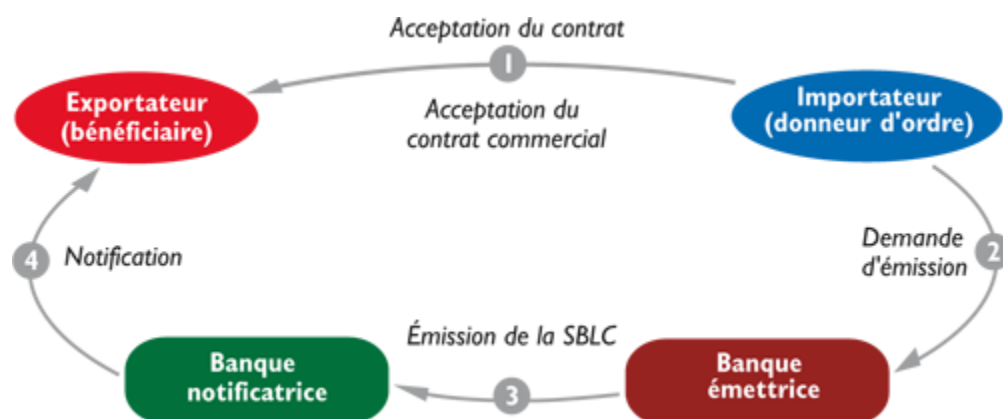 Acceptation du contrat
1
Exportateur
(bénéficiaire)
Importateur
(donneur d'ordre)
Acceptation du
contrat commercial
4
Notification
Demande
d'émission
2
Émission de la SBLC
Banque
notificatrice
3
Banque
émettrice